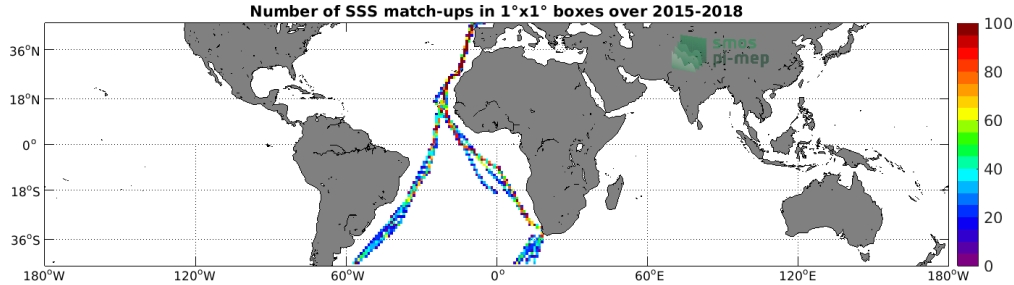 Number of SSS match-ups in 1°x1° boxes over 2015-2018
smos
pi-mep
36°N
18°N
0°
18°S
36°S
180°W
120°W
60°W
0°
60°E
120°E
180°W
100
80
60
40
20
0